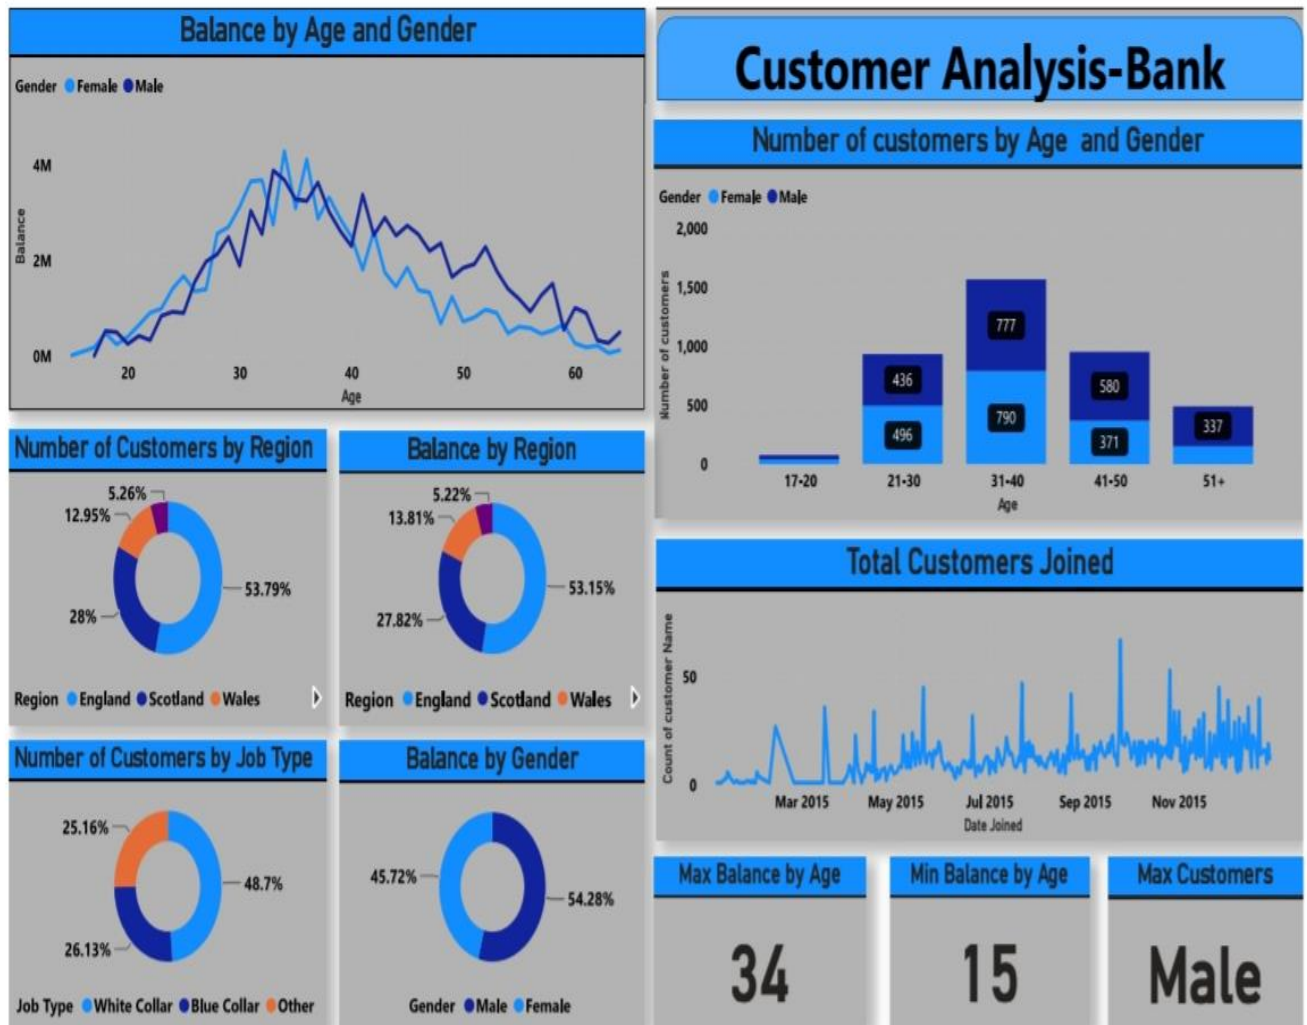 Balance by Age and Gender
Gender Female Male
4M
2M
0M
Balance
20 30 40 50 60
Age
Customer Analysis-Bank
Number of customers by Age and Gender
Gender Female Male
2,000
1,500
1,000
500
0
Number of customers
777
436
580
790
337
496
371
17-20 21-30 31-40 41-50 51+
Age
Number of Customers by Region
5.26%
12.95%
53.79%
28%
Region England Scotland Wales
Balance by Region
5.22%
13.81%
53.15%
27.82%
Region England Scotland Wales
Total Customers Joined
Count of customer Name
50
0
Mar 2015 May 2015 Jul 2015 Sep 2015 Nov 2015
Date Joined
Number of Customers by Job Type
25.16%
48.7%
26.13%
Job Type White Collar Blue Collar Other
Balance by Gender
45.72%
54.28%
Gender Male Female
Max Balance by Age
34
Min Balance by Age
15
Max Customers
Male